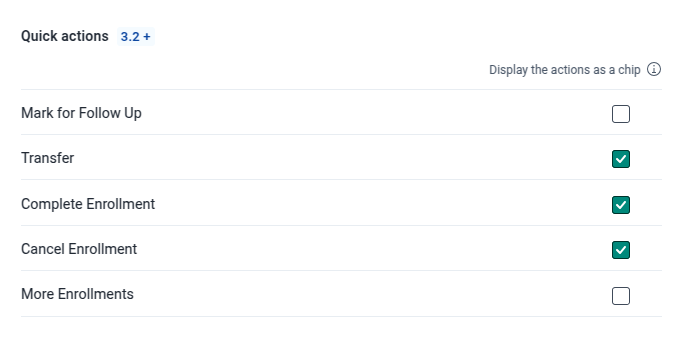 Quick actions 3.2 +
Display the actions as a chip
Mark for Follow Up
Transfer
Complete Enrollment
Cancel Enrollment
More Enrollments